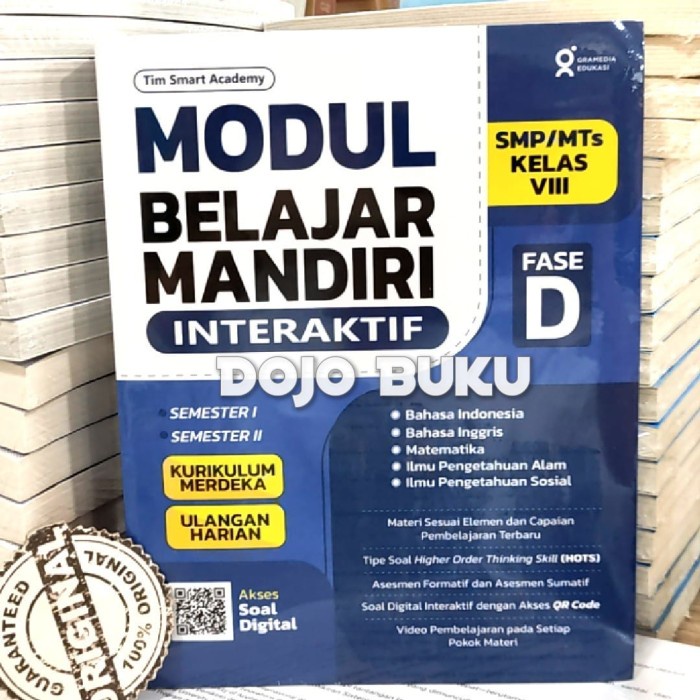 Tim Smart Academy
GRAMEDIA
EDUKASI
MODUL
BELAJAR
MANDIRI
INTERAKTIF
SMP/MTs
KELAS
VIII
FASE
D
DOJO BUKU
SEMESTER I
SEMESTER II
KURIKULUM
MERDEKA
ULANGAN
HARIAN
Bahasa Indonesia
Bahasa Inggris
Matematika
Ilmu Pengetahuan Alam
Ilmu Pengetahuan Sosial
Materi Sesuai Elemen dan Capaian
Pembelajaran Terbaru
Tipe Soal Higher Order Thinking Skill (HOTS)
Asesmen Formatif dan Asesmen Sumatif
Soal Digital Interaktif dengan Akses QR Code
Video Pembelajaran pada Setiap
Pokok Materi
Akses
Soal
Digital
GUARANTEED
ORIGINAL
100%
ORIGINAL